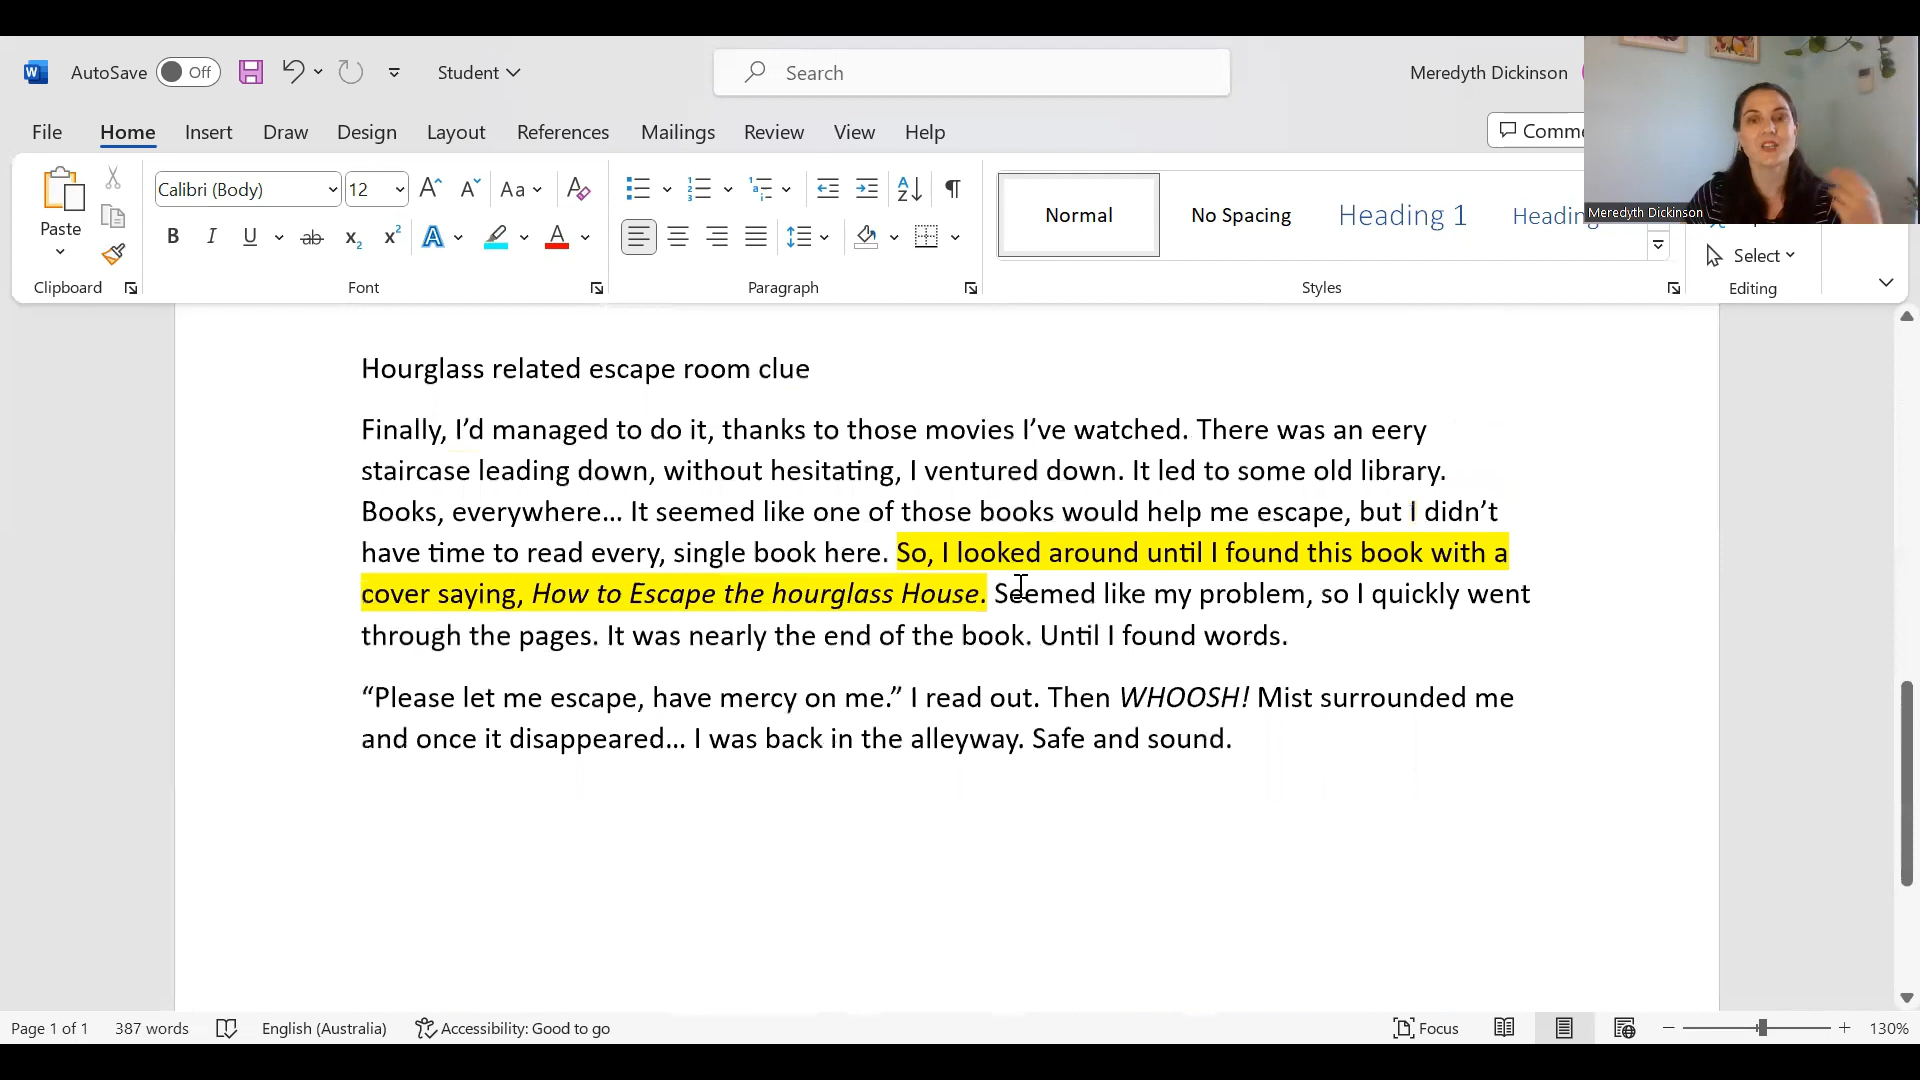 AutoSave Off Student Search Meredyth Dickinson
File Home Insert Draw Design Layout References Mailings Review View Help Comme
Meredyth Dickinson
Paste Calibri (Body) 12 Aa Normal No Spacing Heading 1 Heading
Select
Clipboard Font Paragraph Styles Editing
Hourglass related escape room clue
Finally, I’d managed to do it, thanks to those movies I’ve watched. There was an eery
staircase leading down, without hesitating, I ventured down. It led to some old library.
Books, everywhere... It seemed like one of those books would help me escape, but I didn’t
have time to read every, single book here. So, I looked around until I found this book with a
cover saying, How to Escape the hourglass House. Seemed like my problem, so I quickly went
through the pages. It was nearly the end of the book. Until I found words.
“Please let me escape, have mercy on me.” I read out. Then WHOOSH! Mist surrounded me
and once it disappeared... I was back in the alleyway. Safe and sound.
Page 1 of 1 387 words English (Australia) Accessibility: Good to go Focus 130%